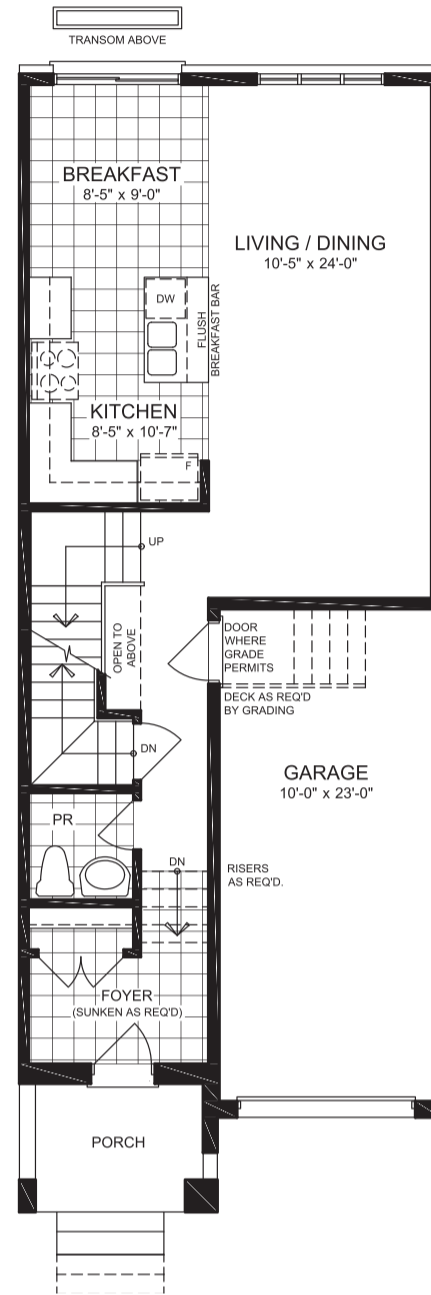 TRANSOM ABOVE
BREAKFAST
8'-5" x 9'-0"
LIVING / DINING
10'-5" x 24'-0"
DW
FLUSH
BREAKFAST BAR
KITCHEN
8'-5" x 10'-7"
F
UP
OPEN TO
ABOVE
DOOR
WHERE
GRADE
PERMITS
DECK AS REQ'D
BY GRADING
DN
GARAGE
10'-0" x 23'-0"
PR
DN
RISERS
AS REQ'D.
FOYER
(SUNKEN AS REQ'D)
PORCH